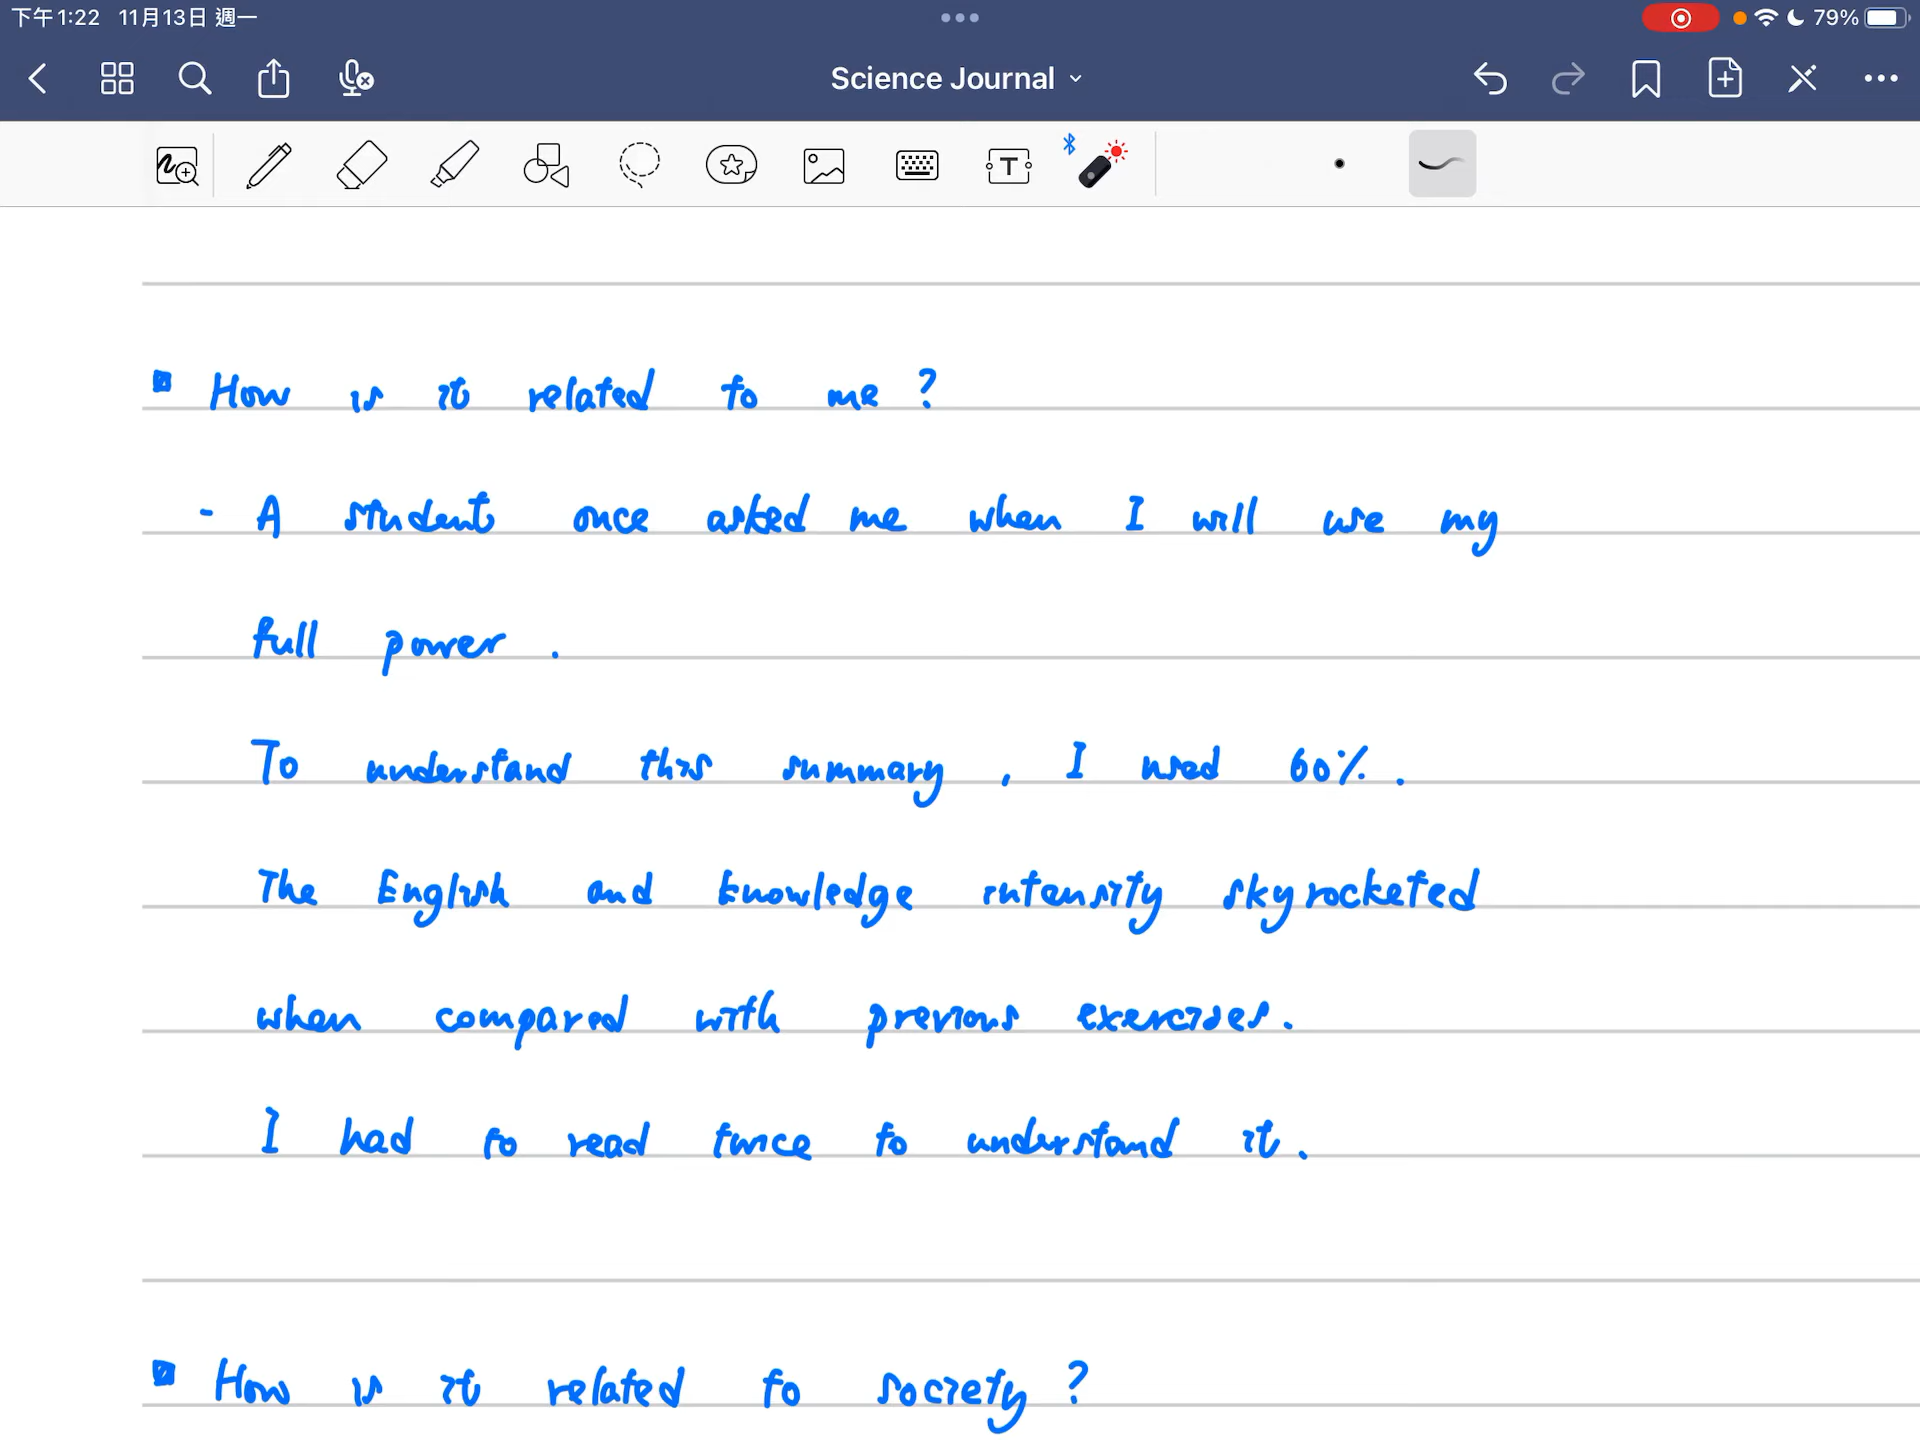 下午1:22 11月13日 週一 79%
Science Journal
T
How is it related to me ?
- A student once asked me when I will use my
full power .
To understand this summary , I used 60% .
The English and knowledge intensity skyrocketed
when compared with previous exercises.
I had to read twice to understand it .
How is it related to society ?